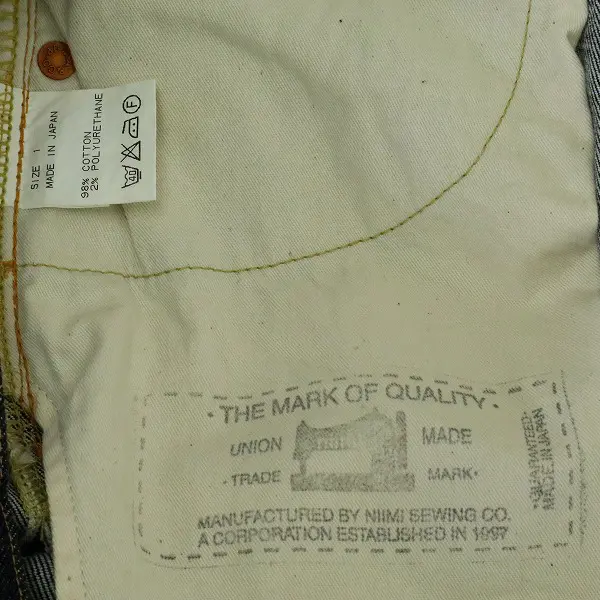 SIZE 1
MADE IN JAPAN
98% COTTON
2% POLYURETHANE
40
F
· THE MARK OF QUALITY ·
UNION MADE
· TRADE MARK ·
MANUFACTURED BY NIIMI SEWING CO.
A CORPORATION ESTABLISHED IN 1997
· GUARANTEED ·
MADE IN JAPAN